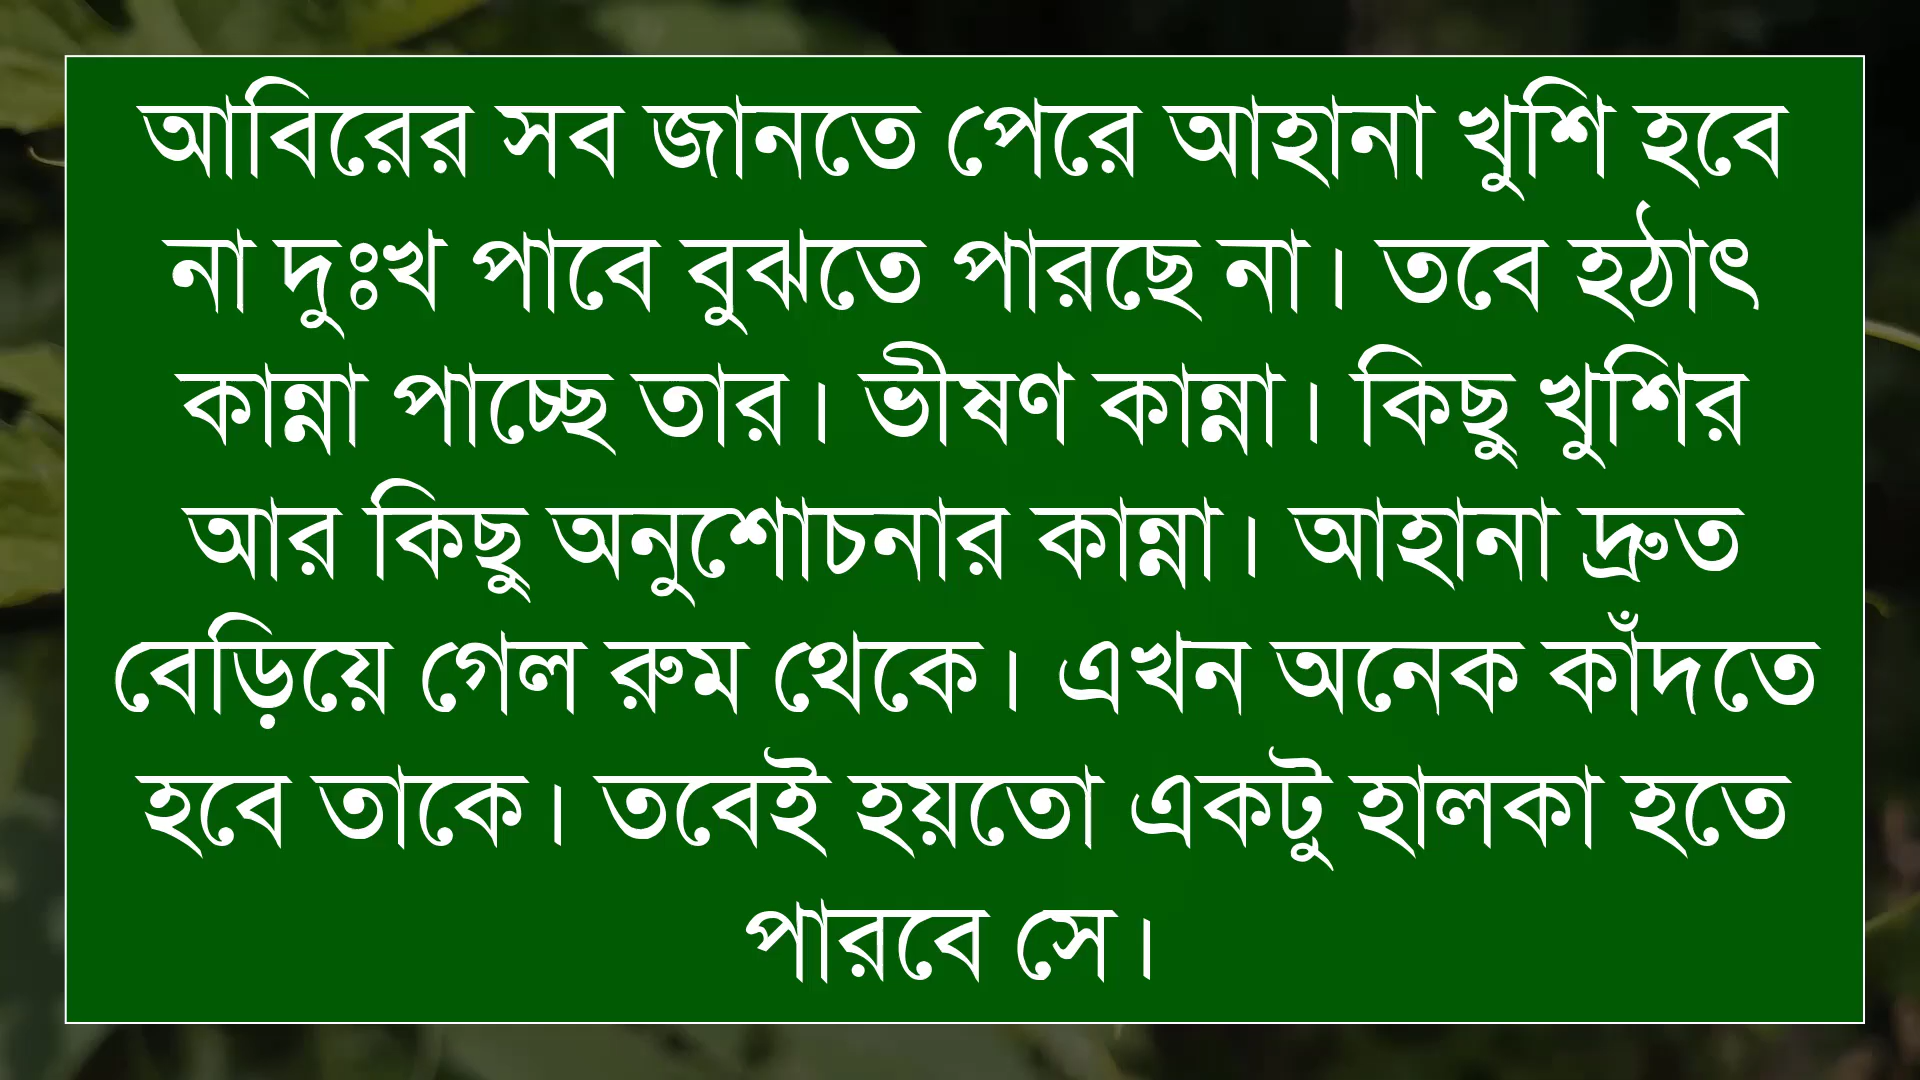 আবিরের সব জানতে পেরে আহানা খুশি হবে
না দুঃখ পাবে বুঝতে পারছে না। তবে হঠাৎ
কান্না পাচ্ছে তার। ভীষণ কান্না। কিছু খুশির
আর কিছু অনুশোচনার কান্না। আহানা দ্রুত
বেড়িয়ে গেল রুম থেকে। এখন অনেক কাঁদতে
হবে তাকে। তবেই হয়তো একটু হালকা হতে
পারবে সে।